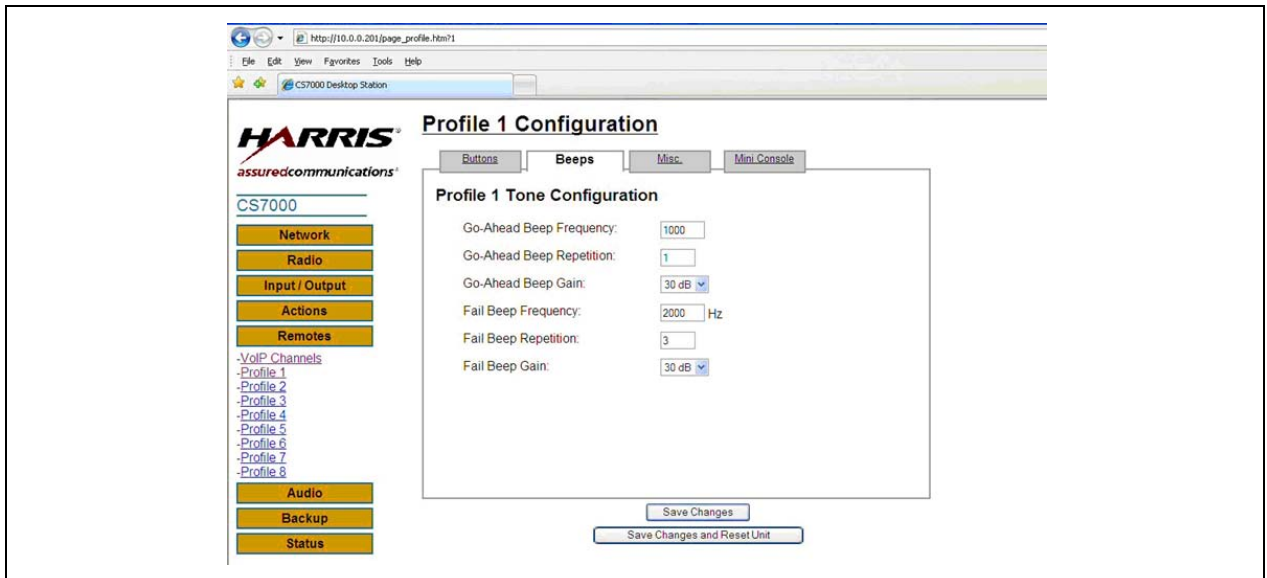 http://10.0.0.201/page_profile.htm?1
File Edit View Favorites Tools Help
CS7000 Desktop Station
HARRIS®
assuredcommunications®
CS7000
Network
Radio
Input / Output
Actions
Remotes
-VoIP Channels
-Profile 1
-Profile 2
-Profile 3
-Profile 4
-Profile 5
-Profile 6
-Profile 7
-Profile 8
Audio
Backup
Status
Profile 1 Configuration
Buttons Beeps Misc. Mini Console
Profile 1 Tone Configuration
Go-Ahead Beep Frequency: 1000
Go-Ahead Beep Repetition: 1
Go-Ahead Beep Gain: 30 dB
Fail Beep Frequency: 2000 Hz
Fail Beep Repetition: 3
Fail Beep Gain: 30 dB
Save Changes
Save Changes and Reset Unit